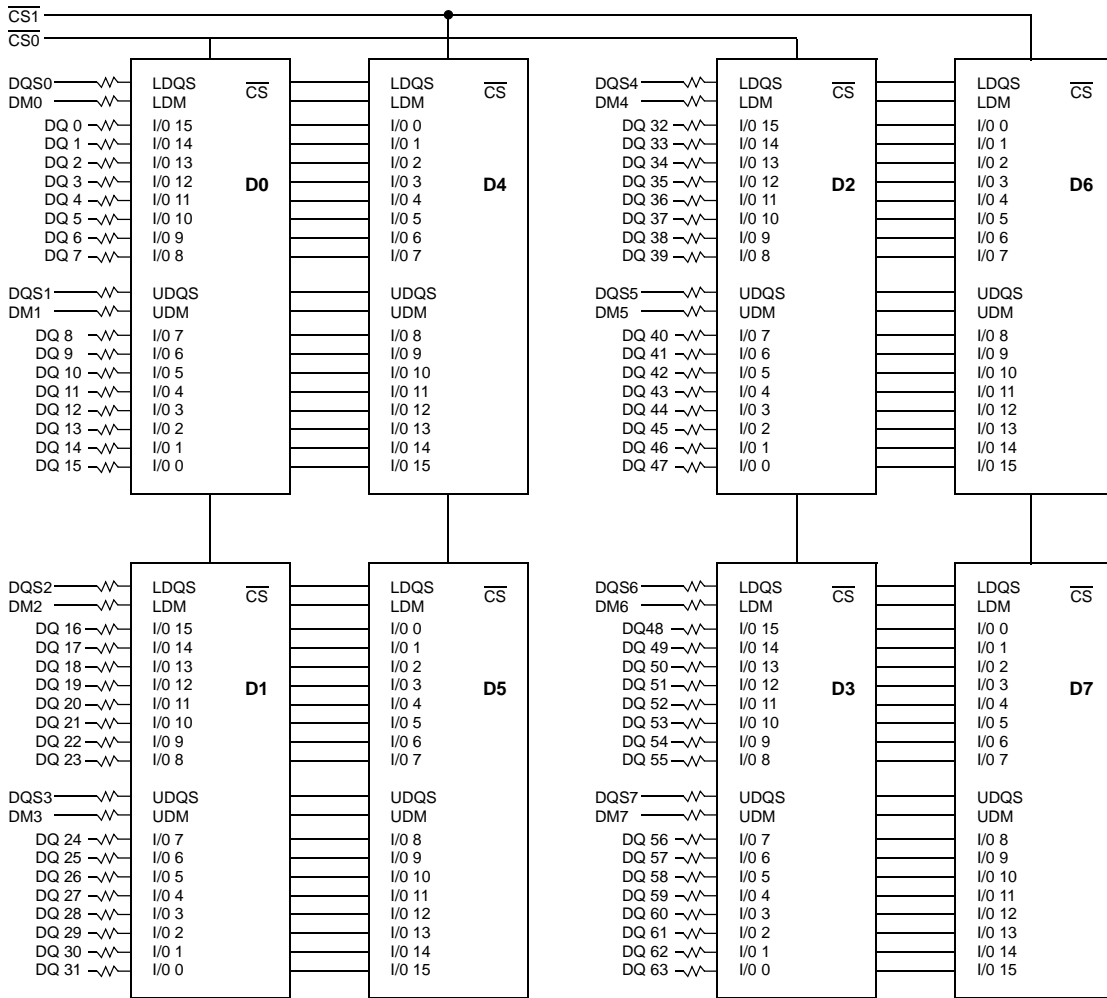 CS1
CS0
DQS0 LDQS CS LDQS CS DQS4 LDQS CS LDQS CS
DM0 LDM LDM DM4 LDM LDM
DQ 0 I/0 15 I/0 0 DQ 32 I/0 15 I/0 0
DQ 1 I/0 14 I/0 1 DQ 33 I/0 14 I/0 1
DQ 2 I/0 13 I/0 2 DQ 34 I/0 13 I/0 2
DQ 3 I/0 12 D0 I/0 3 D4 DQ 35 I/0 12 D2 I/0 3 D6
DQ 4 I/0 11 I/0 4 DQ 36 I/0 11 I/0 4
DQ 5 I/0 10 I/0 5 DQ 37 I/0 10 I/0 5
DQ 6 I/0 9 I/0 6 DQ 38 I/0 9 I/0 6
DQ 7 I/0 8 I/0 7 DQ 39 I/0 8 I/0 7
DQS1 UDQS UDQS DQS5 UDQS UDQS
DM1 UDM UDM DM5 UDM UDM
DQ 8 I/0 7 I/0 8 DQ 40 I/0 7 I/0 8
DQ 9 I/0 6 I/0 9 DQ 41 I/0 6 I/0 9
DQ 10 I/0 5 I/0 10 DQ 42 I/0 5 I/0 10
DQ 11 I/0 4 I/0 11 DQ 43 I/0 4 I/0 11
DQ 12 I/0 3 I/0 12 DQ 44 I/0 3 I/0 12
DQ 13 I/0 2 I/0 13 DQ 45 I/0 2 I/0 13
DQ 14 I/0 1 I/0 14 DQ 46 I/0 1 I/0 14
DQ 15 I/0 0 I/0 15 DQ 47 I/0 0 I/0 15
DQS2 LDQS CS LDQS CS DQS6 LDQS CS LDQS CS
DM2 LDM LDM DM6 LDM LDM
DQ 16 I/0 15 I/0 0 DQ48 I/0 15 I/0 0
DQ 17 I/0 14 I/0 1 DQ 49 I/0 14 I/0 1
DQ 18 I/0 13 I/0 2 DQ 50 I/0 13 I/0 2
DQ 19 I/0 12 D1 I/0 3 D5 DQ 51 I/0 12 D3 I/0 3 D7
DQ 20 I/0 11 I/0 4 DQ 52 I/0 11 I/0 4
DQ 21 I/0 10 I/0 5 DQ 53 I/0 10 I/0 5
DQ 22 I/0 9 I/0 6 DQ 54 I/0 9 I/0 6
DQ 23 I/0 8 I/0 7 DQ 55 I/0 8 I/0 7
DQS3 UDQS UDQS DQS7 UDQS UDQS
DM3 UDM UDM DM7 UDM UDM
DQ 24 I/0 7 I/0 8 DQ 56 I/0 7 I/0 8
DQ 25 I/0 6 I/0 9 DQ 57 I/0 6 I/0 9
DQ 26 I/0 5 I/0 10 DQ 58 I/0 5 I/0 10
DQ 27 I/0 4 I/0 11 DQ 59 I/0 4 I/0 11
DQ 28 I/0 3 I/0 12 DQ 60 I/0 3 I/0 12
DQ 29 I/0 2 I/0 13 DQ 61 I/0 2 I/0 13
DQ 30 I/0 1 I/0 14 DQ 62 I/0 1 I/0 14
DQ 31 I/0 0 I/0 15 DQ 63 I/0 0 I/0 15